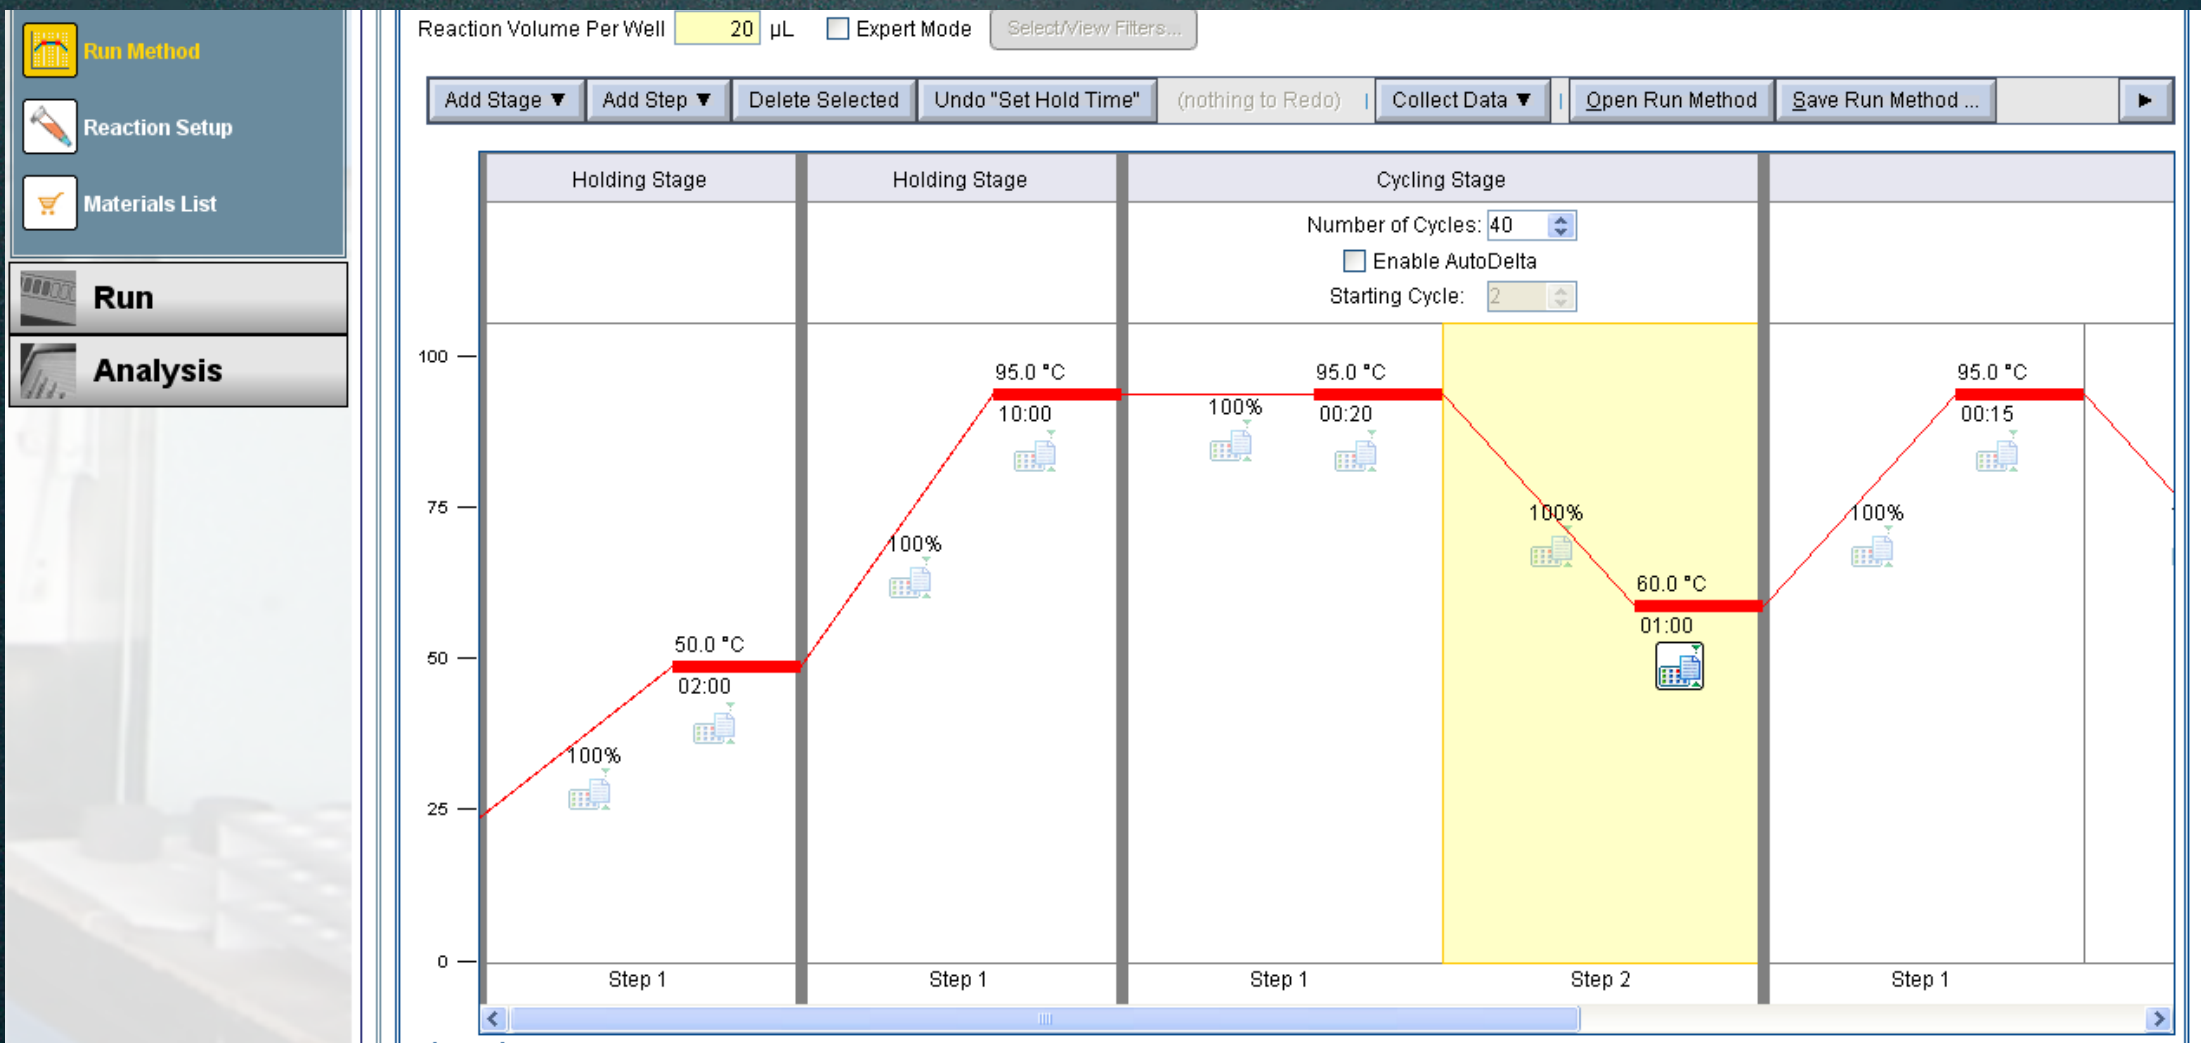 Run Method
Reaction Setup
Materials List
Run
Analysis
Reaction Volume Per Well 20 µL Expert Mode Select/View Filters...
Add Stage ▼ Add Step ▼ Delete Selected Undo "Set Hold Time" (nothing to Redo) Collect Data ▼ Open Run Method Save Run Method ...
Holding Stage Holding Stage Cycling Stage
Number of Cycles: 40
Enable AutoDelta
Starting Cycle: 2
100
75
50
25
0
100%
50.0 °C
02:00
100%
95.0 °C
10:00
100%
95.0 °C
00:20
100%
60.0 °C
01:00
100%
95.0 °C
00:15
Step 1 Step 1 Step 1 Step 2 Step 1